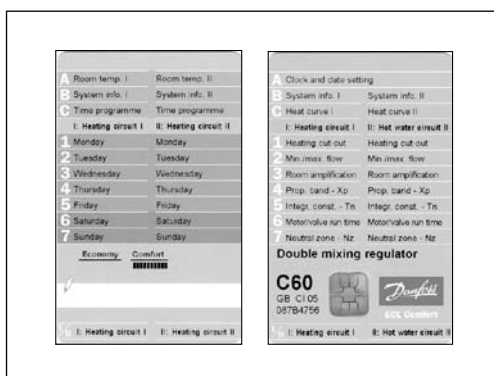 A Room temp. I Room temp. II
B System info. I System info. II
C Time programme Time programme
I: Heating circuit I II: Heating circuit II
1 Monday Monday
2 Tuesday Tuesday
3 Wednesday Wednesday
4 Thursday Thursday
5 Friday Friday
6 Saturday Saturday
7 Sunday Sunday
Economy Comfort
I: Heating circuit I II: Heating circuit II
A Clock and date setting
B System info. I System info. II
C Heat curve I Heat curve II
I: Heating circuit I II: Hot water circuit II
1 Heating cut-out Heating cut-out
2 Min./max. flow Min./max. flow
3 Room amplification Room amplification
4 Prop. band - Xp Prop. band - Xp
5 Integr. const. - Tn Integr. const. - Tn
6 Motor/valve run time Motor/valve run time
7 Neutral zone - Nz Neutral zone - Nz
Double mixing regulator
C60
GB CI 05
087B4756
Danfoss
ECL Comfort
I: Heating circuit I II: Hot water circuit II